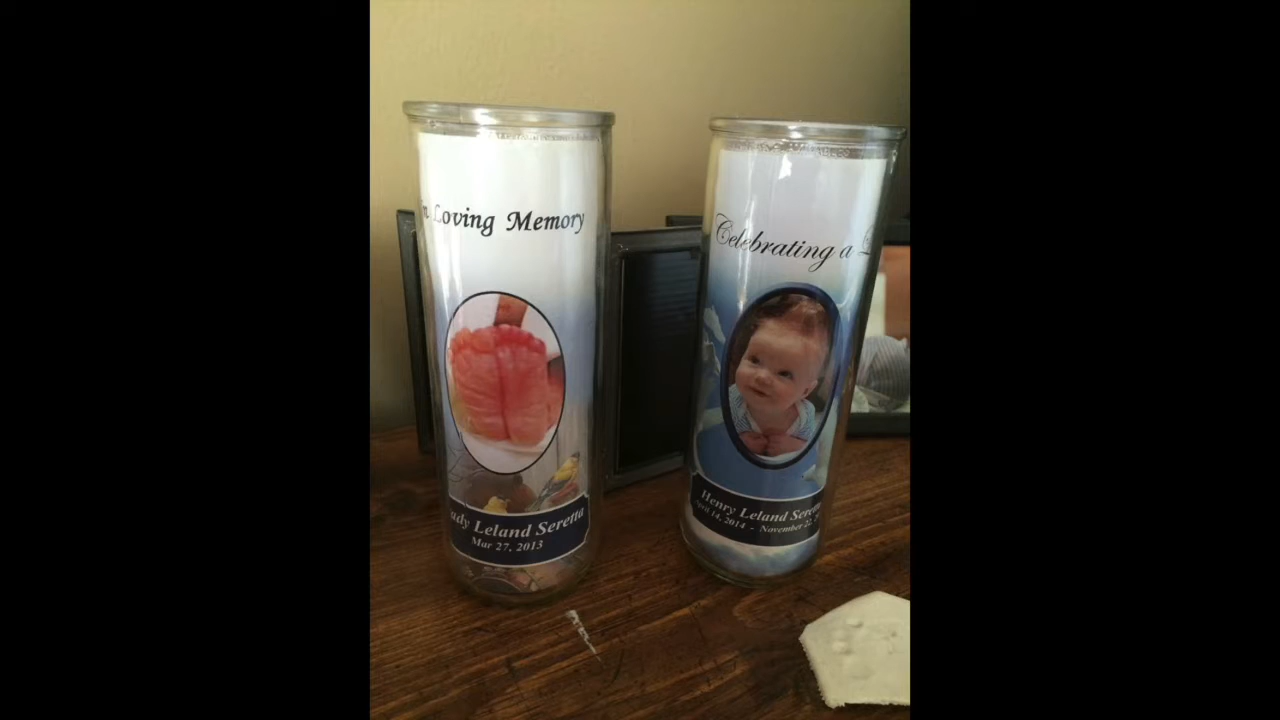 Loving Memory
Leland Seretta
Mar 27, 2013
Celebrating a
Henry Leland
April 14, 2014 - November